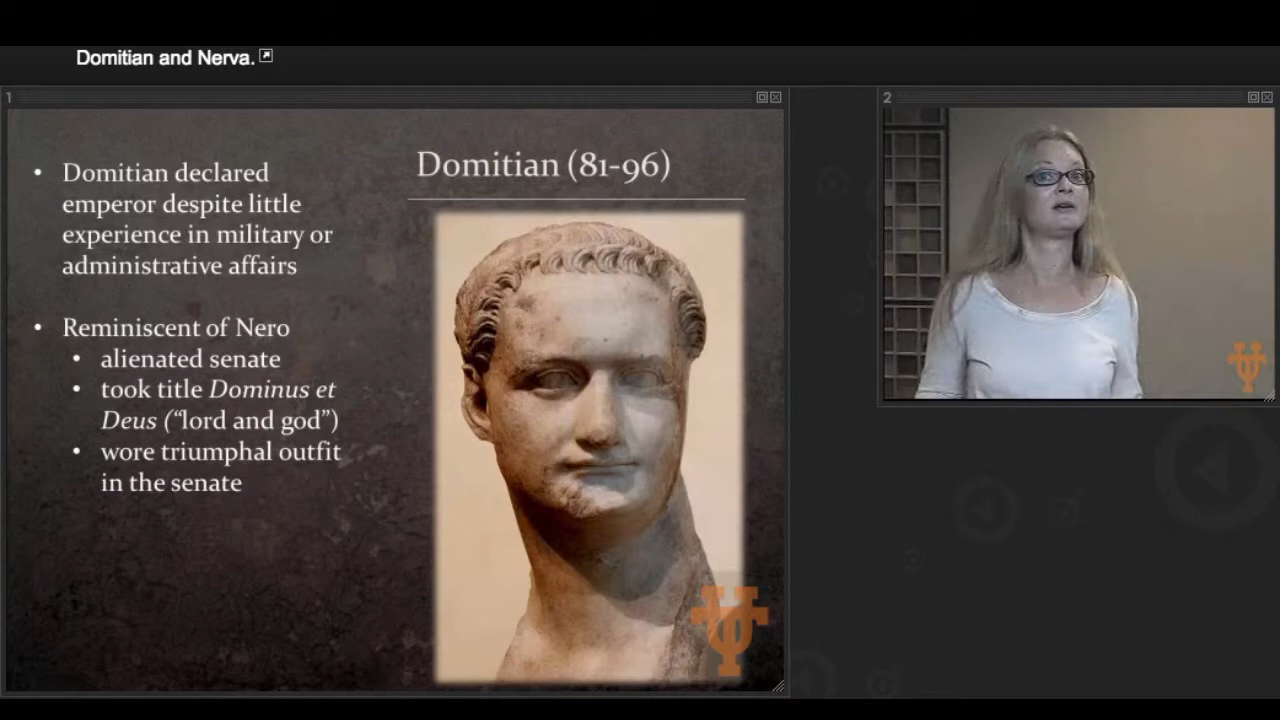 Domitian and Nerva.
1
2
Domitian (81-96)
• Domitian declared
emperor despite little
experience in military or
administrative affairs
• Reminiscent of Nero
• alienated senate
• took title Dominus et
Deus (“lord and god”)
• wore triumphal outfit
in the senate